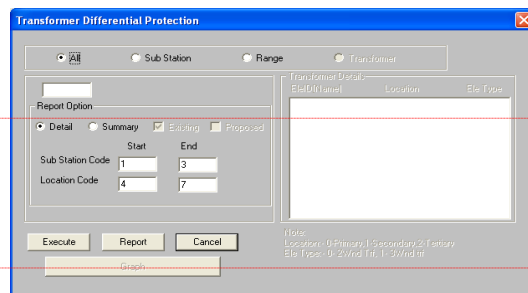 Transformer Differential Protection
All Sub Station Range Transformer
Transformer Details
EleID[Name] Location Ele Type
Report Option
Detail Summary Existing Proposed
Start End
Sub Station Code 1 3
Location Code 4 7
Note:
Location:- 0-Primary,1-Secondary,2-Tertiary
Ele Type:- 0- 2Wnd Trf, 1- 3Wnd trf
Execute Report Cancel
Graph